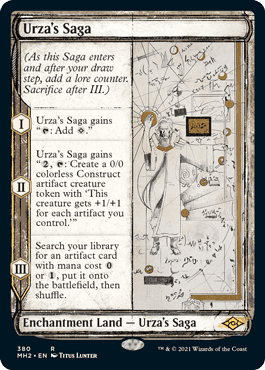 Urza's Saga
(As this Saga enters
and after your draw
step, add a lore counter.
Sacrifice after III.)
I
Urza's Saga gains
"{T}: Add {C}."
II
Urza's Saga gains
"{2}, {T}: Create a 0/0
colorless Construct
artifact creature
token with 'This
creature gets +1/+1
for each artifact you
control.'"
III
Search your library
for an artifact card
with mana cost {0}
or {1}, put it onto
the battlefield, then
shuffle.
Enchantment Land — Urza's Saga
380 R
MH2 • EN Titus Lunter
™ & © 2021 Wizards of the Coast